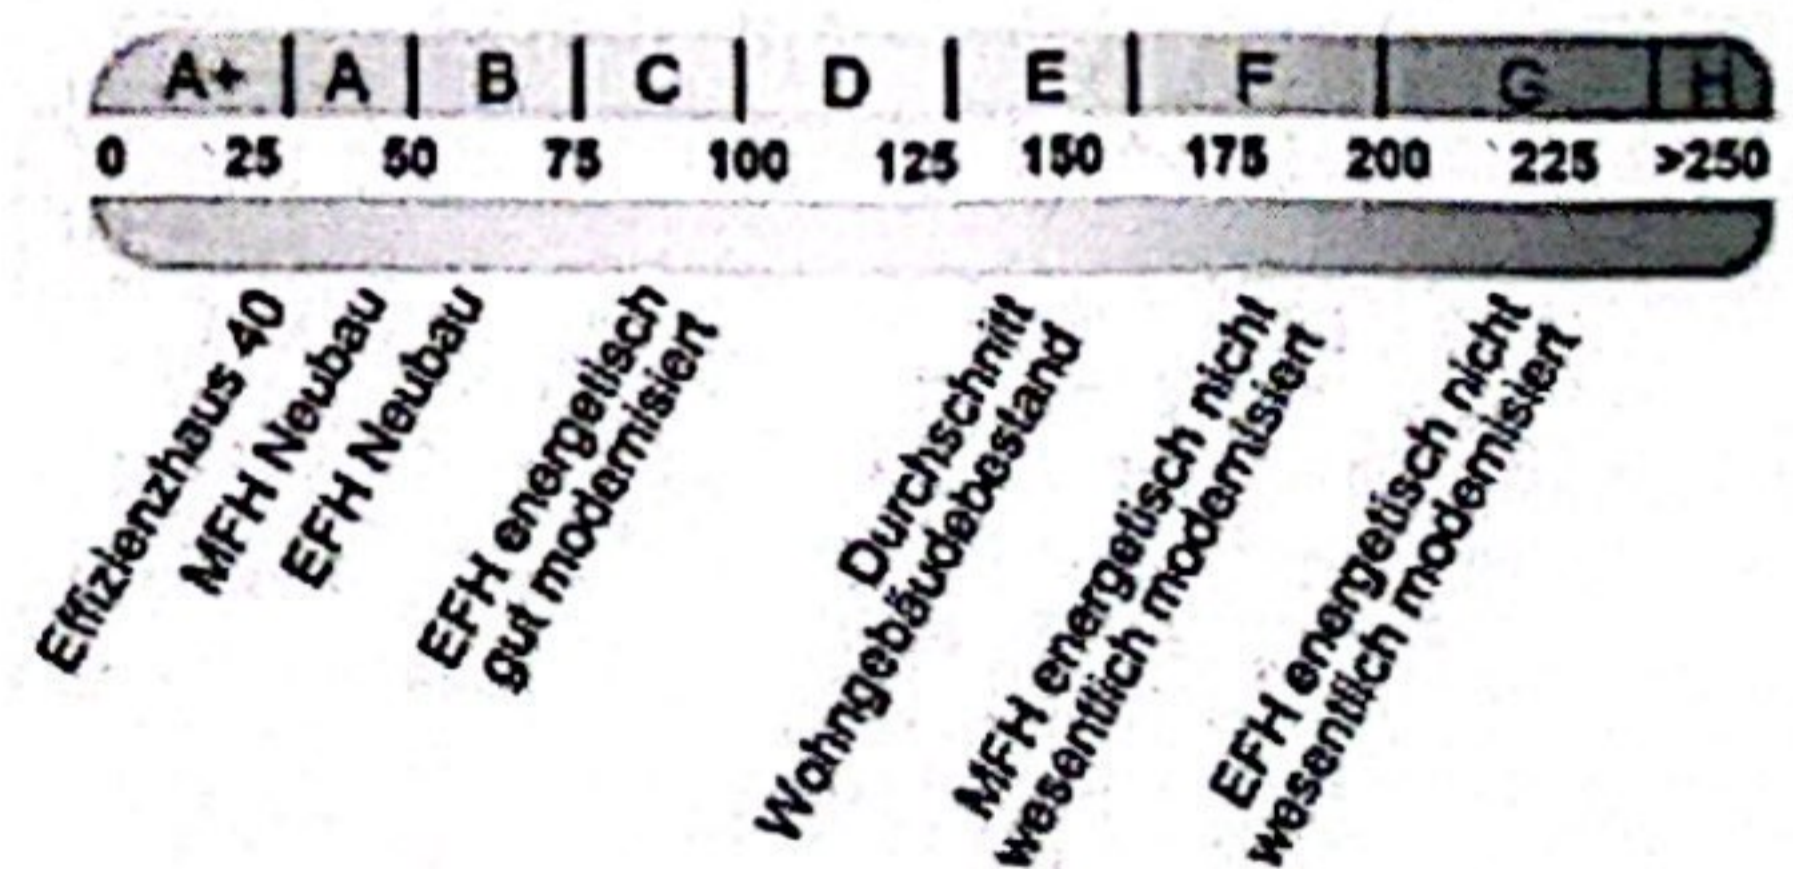 A+ A B C D E F G H
0 25 50 75 100 125 150 175 200 225 >250
Effizienzhaus 40
MFH Neubau
EFH Neubau
EFH energetisch
gut modernisiert
Durchschnitt
Wohngebäudebestand
MFH energetisch nicht
wesentlich modernisiert
EFH energetisch nicht
wesentlich modernisiert